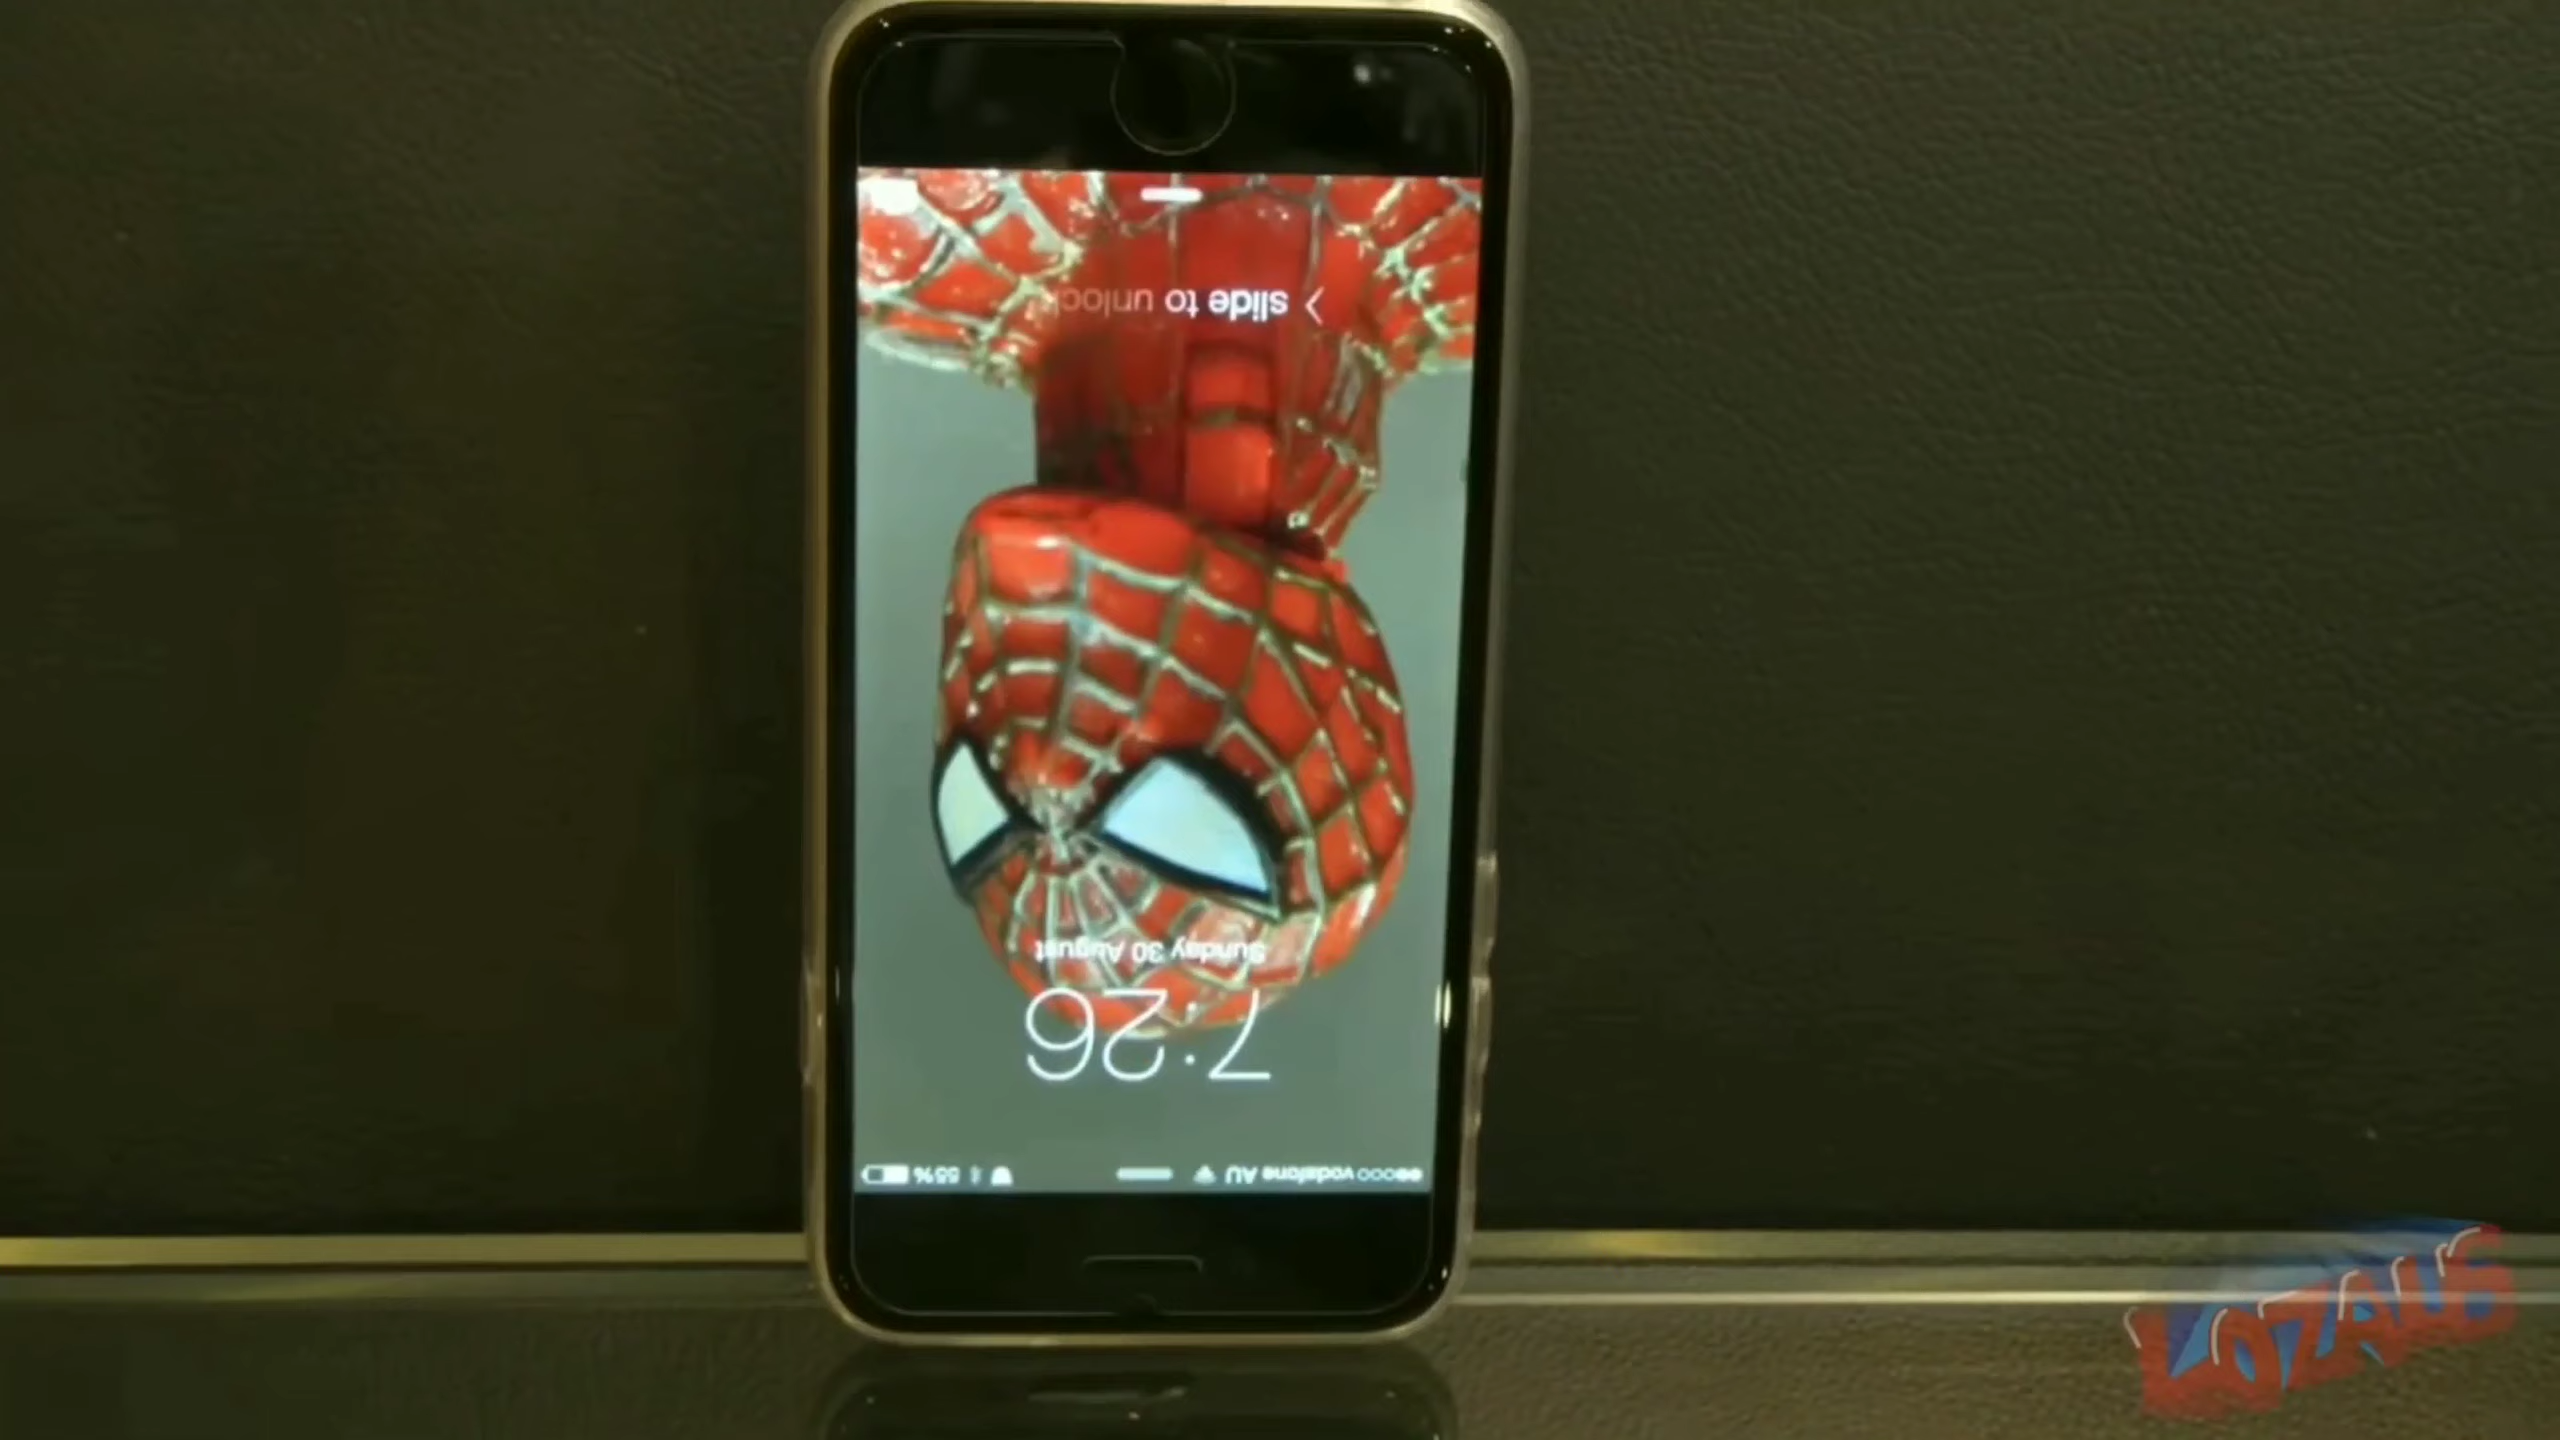 ●●○○○ vodafone AU 55%
7:26
Sunday 30 August
> slide to unlock
LOZAUS